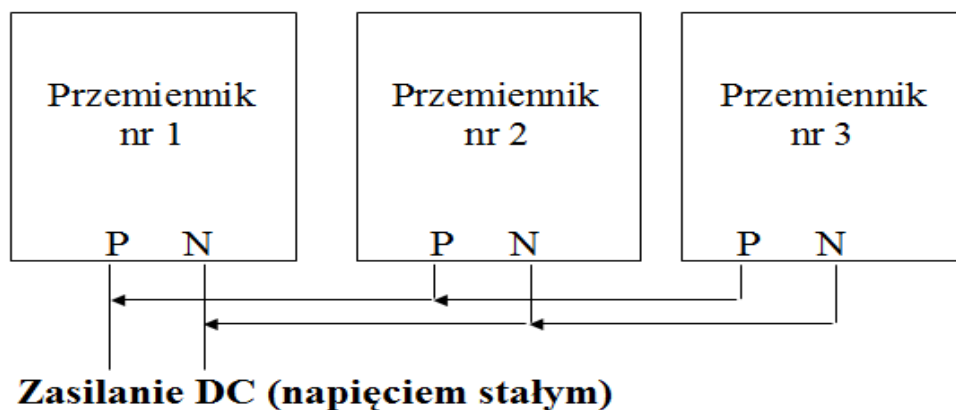 Przemiennik
nr 1
P N
Przemiennik
nr 2
P N
Przemiennik
nr 3
P N
Zasilanie DC (napięciem stałym)